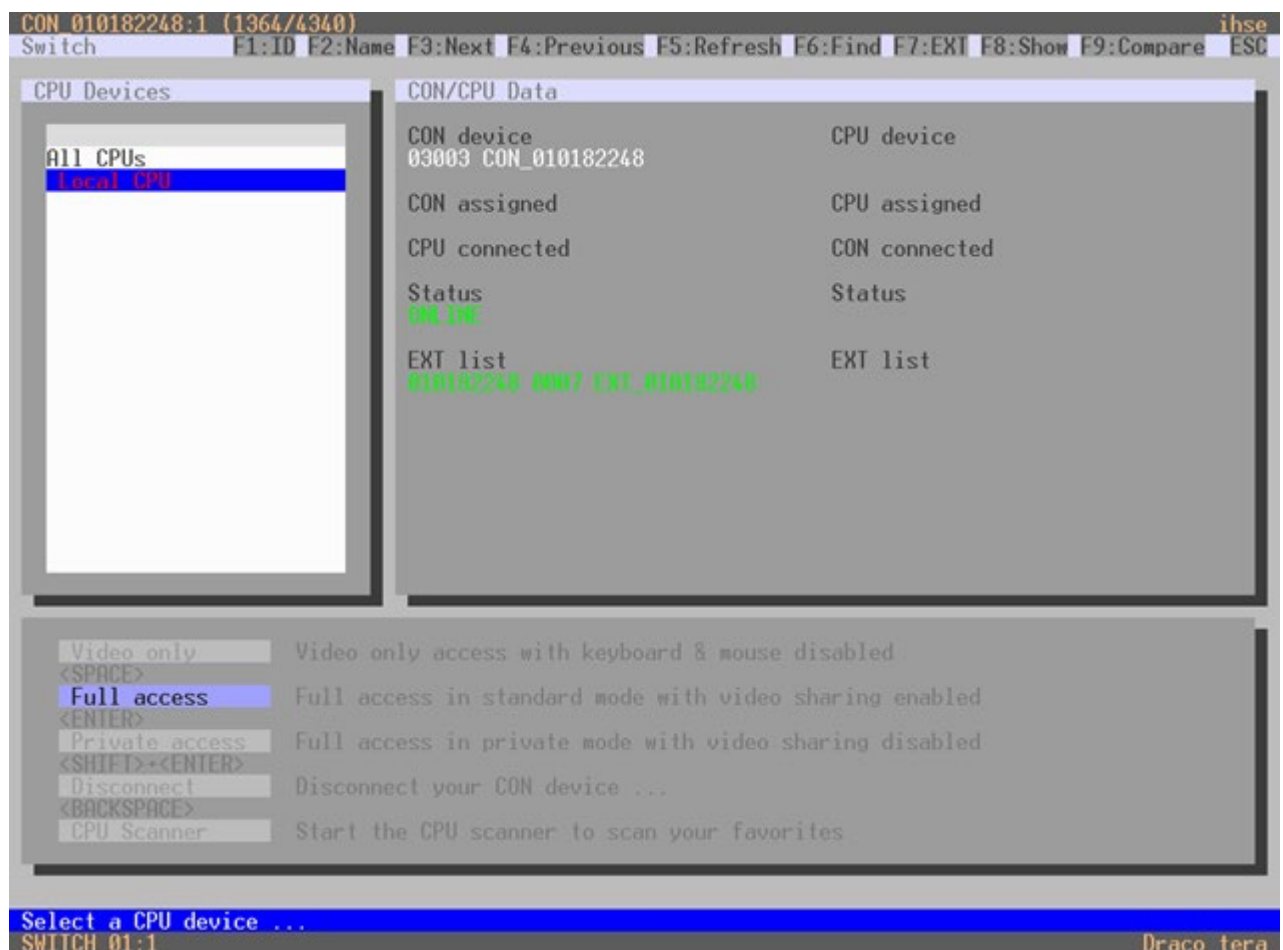 CON_010182248:1 (1364/4340) ihse
Switch F1:ID F2:Name F3:Next F4:Previous F5:Refresh F6:Find F7:EXT F8:Show F9:Compare ESC
CPU Devices
All CPUs
Local CPU
CON/CPU Data
CON device CPU device
03003 CON_010182248
CON assigned CPU assigned
CPU connected CON connected
Status Status
ONLINE
EXT list EXT list
010182248 0007 EXT_010182248
Video only Video only access with keyboard & mouse disabled
<SPACE>
Full access Full access in standard mode with video sharing enabled
<ENTER>
Private access Full access in private mode with video sharing disabled
<SHIFT>+<ENTER>
Disconnect Disconnect your CON device ...
<BACKSPACE>
CPU Scanner Start the CPU scanner to scan your favorites
Select a CPU device ...
SWITCH_01:1 Draco tera